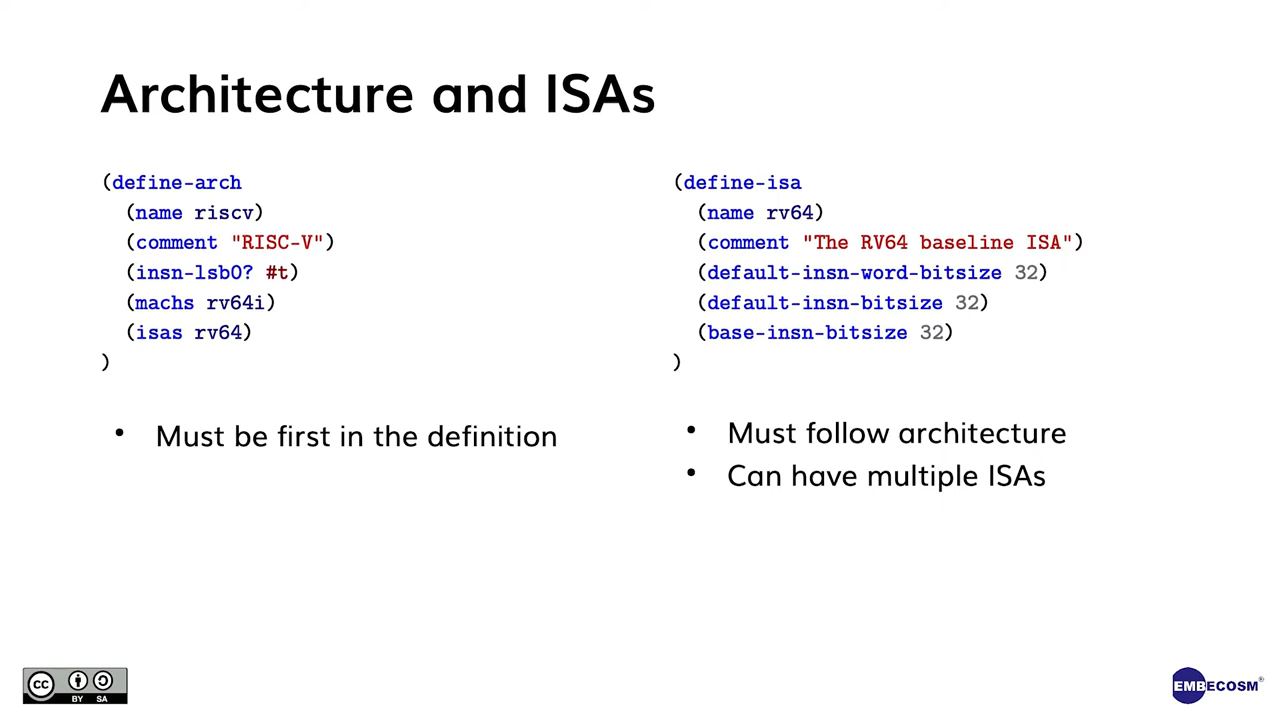 Architecture and ISAs
(define-arch
(name riscv)
(comment "RISC-V")
(insn-lsb0? #t)
(machs rv64i)
(isas rv64)
)
• Must be first in the definition
(define-isa
(name rv64)
(comment "The RV64 baseline ISA")
(default-insn-word-bitsize 32)
(default-insn-bitsize 32)
(base-insn-bitsize 32)
)
• Must follow architecture
• Can have multiple ISAs
cc
BY SA
EMBECOSM®